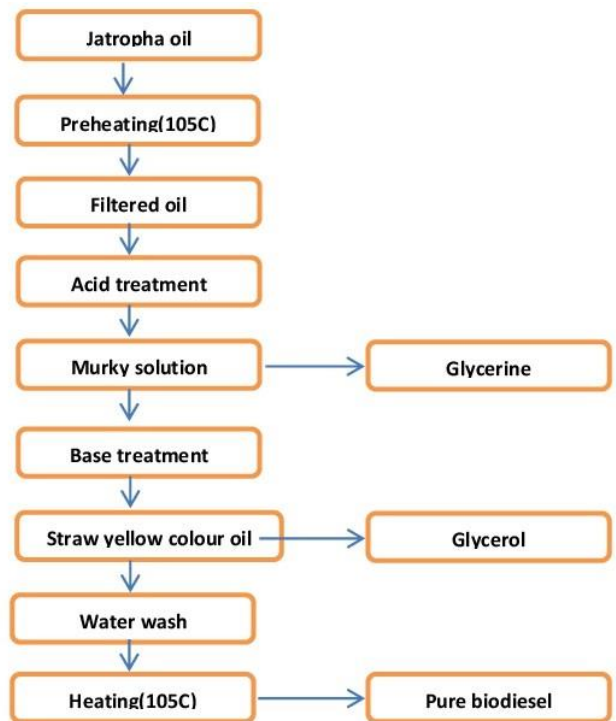 Jatropha oil
Preheating(105C)
Filtered oil
Acid treatment
Murky solution
Glycerine
Base treatment
Straw yellow colour oil
Glycerol
Water wash
Heating(105C)
Pure biodiesel